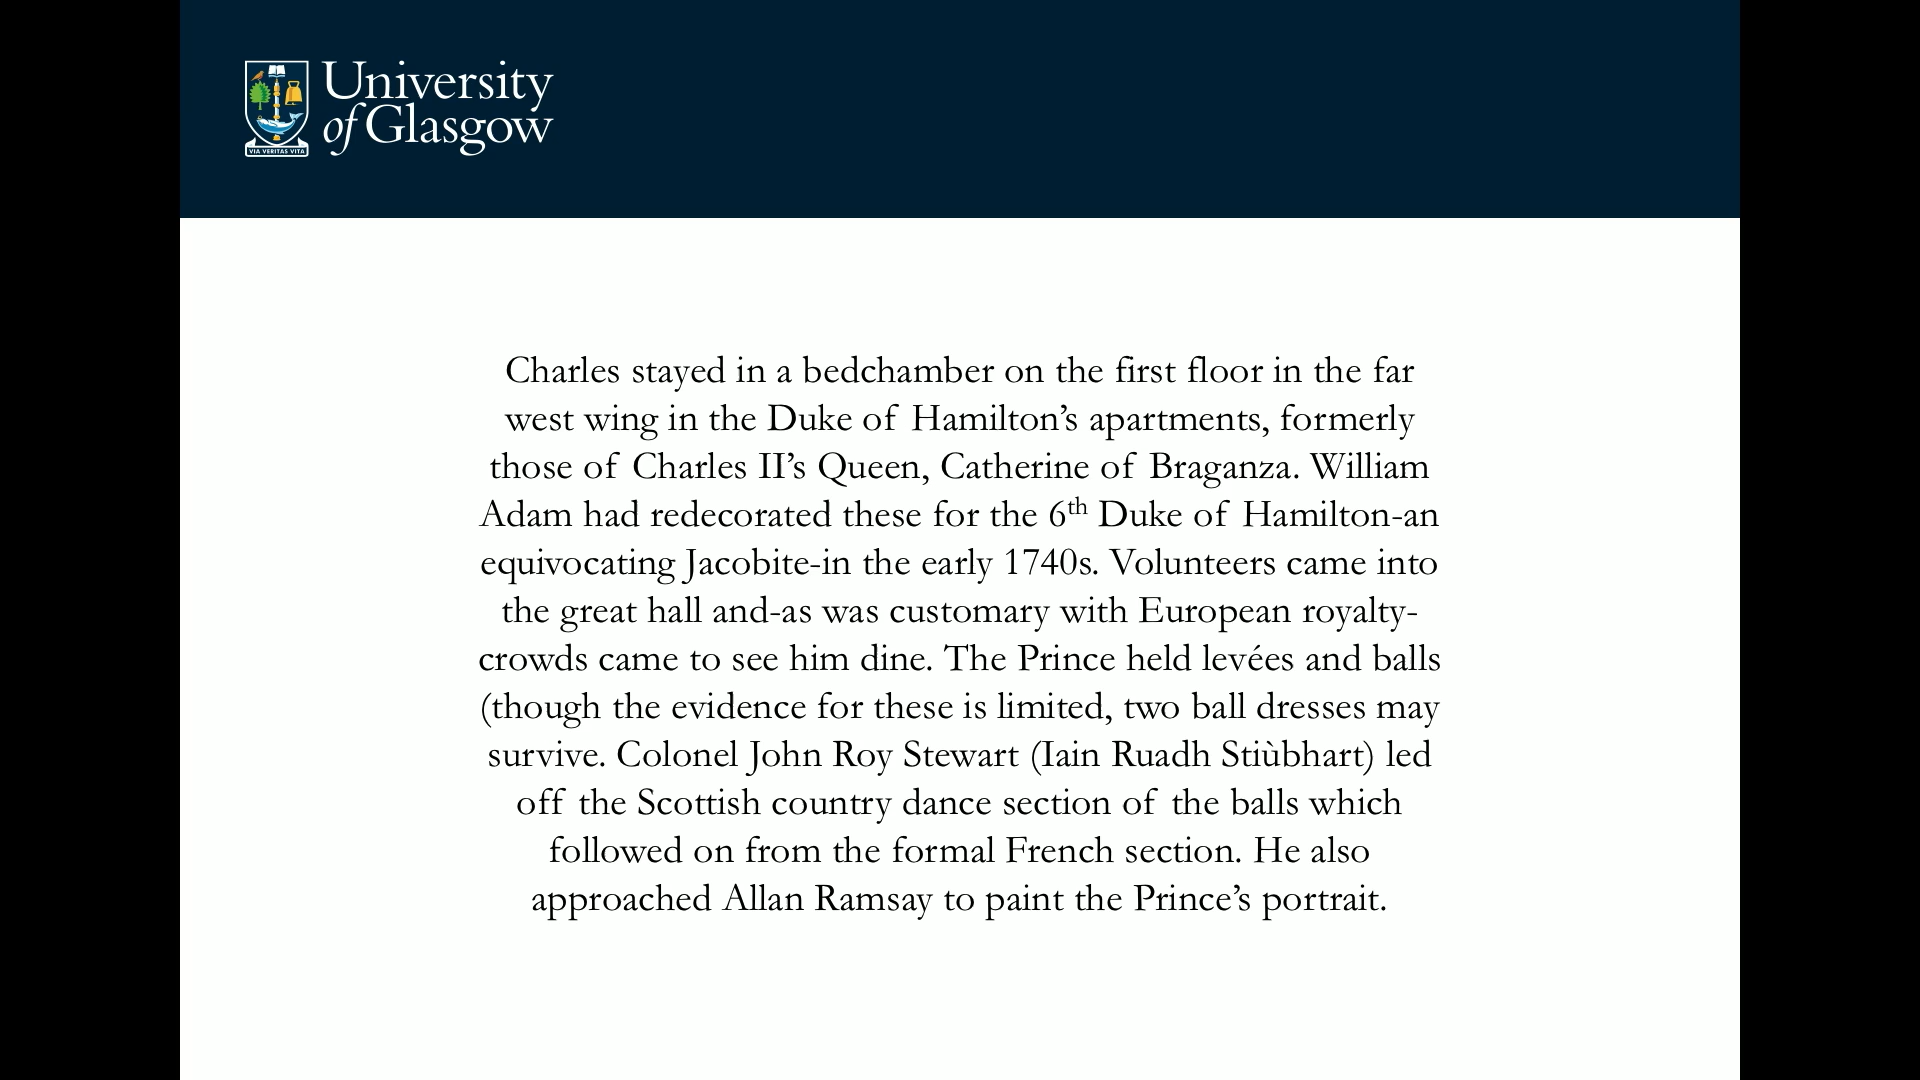 University
of Glasgow
VIA VERITAS VITA
Charles stayed in a bedchamber on the first floor in the far
west wing in the Duke of Hamilton’s apartments, formerly
those of Charles II’s Queen, Catherine of Braganza. William
Adam had redecorated these for the 6th Duke of Hamilton-an
equivocating Jacobite-in the early 1740s. Volunteers came into
the great hall and-as was customary with European royalty-
crowds came to see him dine. The Prince held levées and balls
(though the evidence for these is limited, two ball dresses may
survive. Colonel John Roy Stewart (Iain Ruadh Stiùbhart) led
off the Scottish country dance section of the balls which
followed on from the formal French section. He also
approached Allan Ramsay to paint the Prince’s portrait.